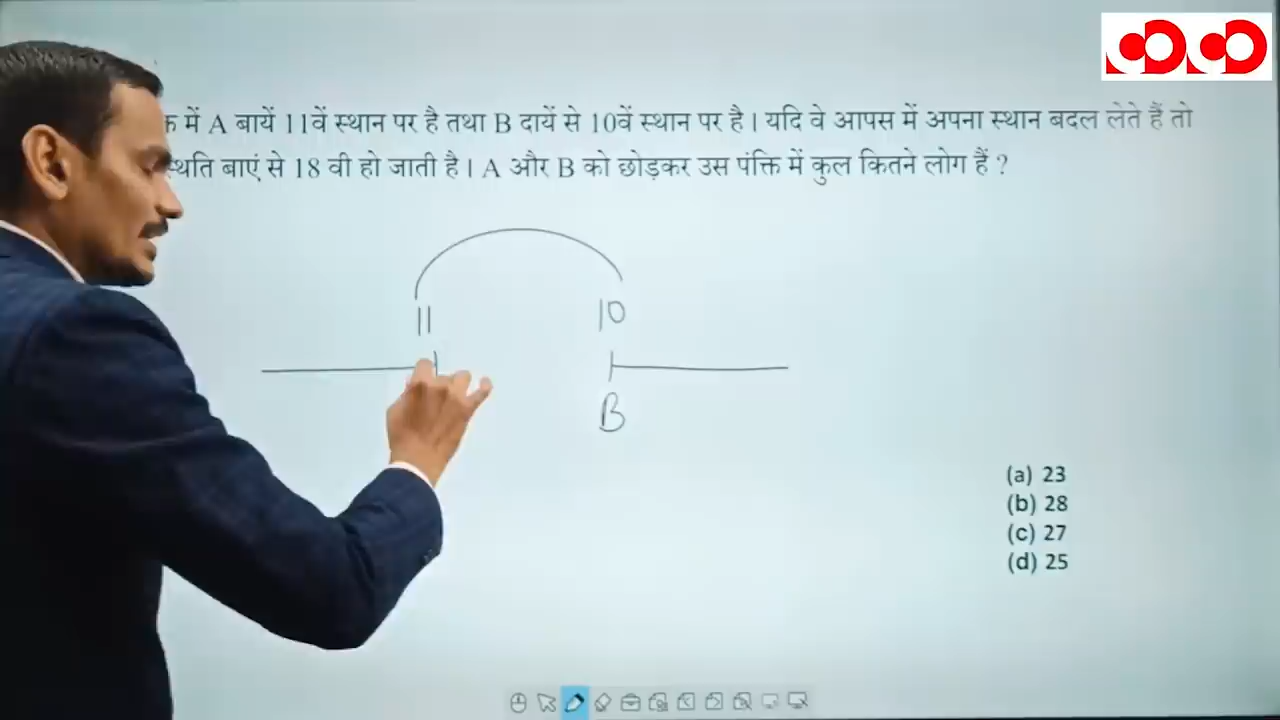 में A बायें 11वें स्थान पर है तथा B दायें से 10वें स्थान पर है । यदि वे आपस में अपना स्थान बदल लेते हैं तो
बाएं से 18 वी हो जाती है । A और B को छोड़कर उस पंक्ति में कुल कितने लोग हैं ?
11 10
B
(a) 23
(b) 28
(c) 27
(d) 25